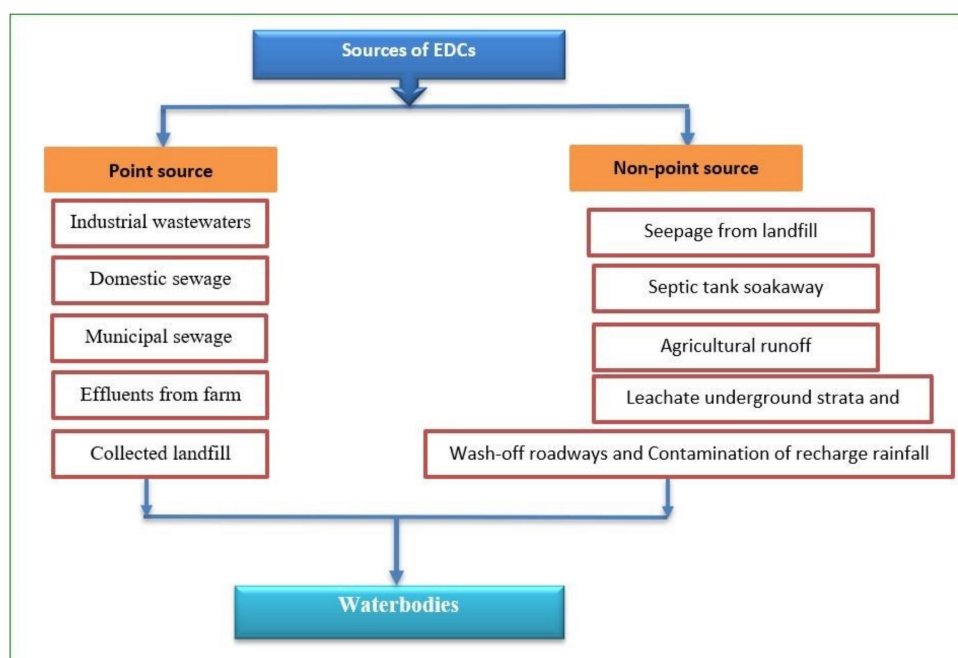 Sources of EDCs
Point source
Industrial wastewaters
Domestic sewage
Municipal sewage
Effluents from farm
Collected landfill
Non-point source
Seepage from landfill
Septic tank soakaway
Agricultural runoff
Leachate underground strata and
Wash-off roadways and Contamination of recharge rainfall
Waterbodies